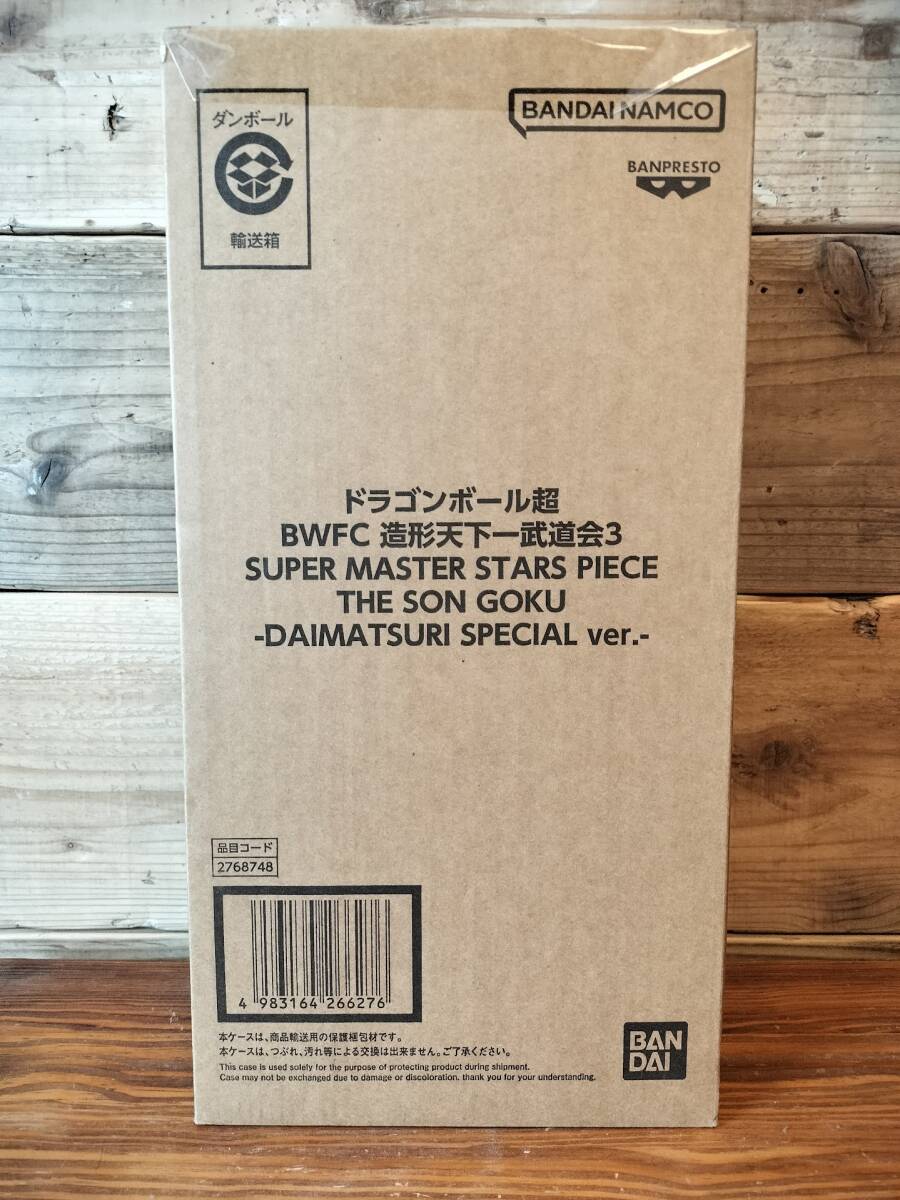 ダンボール
輸送箱
BANDAI NAMCO
BANPRESTO
ドラゴンボール超
BWFC 造形天下一武道会3
SUPER MASTER STARS PIECE
THE SON GOKU
-DAIMATSURI SPECIAL ver.-
品目コード
2768748
4 983164 266276
本ケースは、商品輸送用の保護梱包材です。
本ケースは、つぶれ、汚れ等による交換は出来ません。ご了承ください。
This case is used solely for the purpose of protecting product during shipment.
Case may not be exchanged due to damage or discoloration. thank you for your understanding.
BAN
DAI